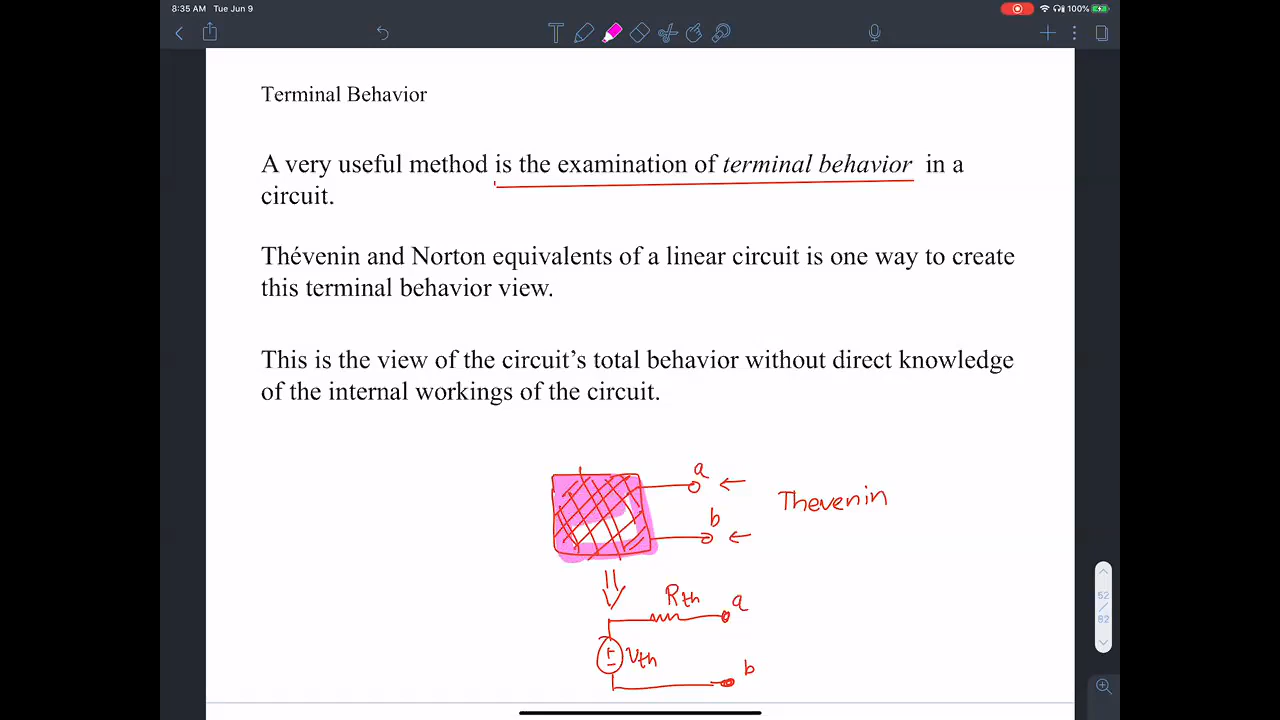 8:35 AM Tue Jun 9
100%
Terminal Behavior
A very useful method is the examination of terminal behavior in a
circuit.
Thévenin and Norton equivalents of a linear circuit is one way to create
this terminal behavior view.
This is the view of the circuit's total behavior without direct knowledge
of the internal workings of the circuit.
a
Thevenin
b
Rth
a
Vth
b
52
/
82